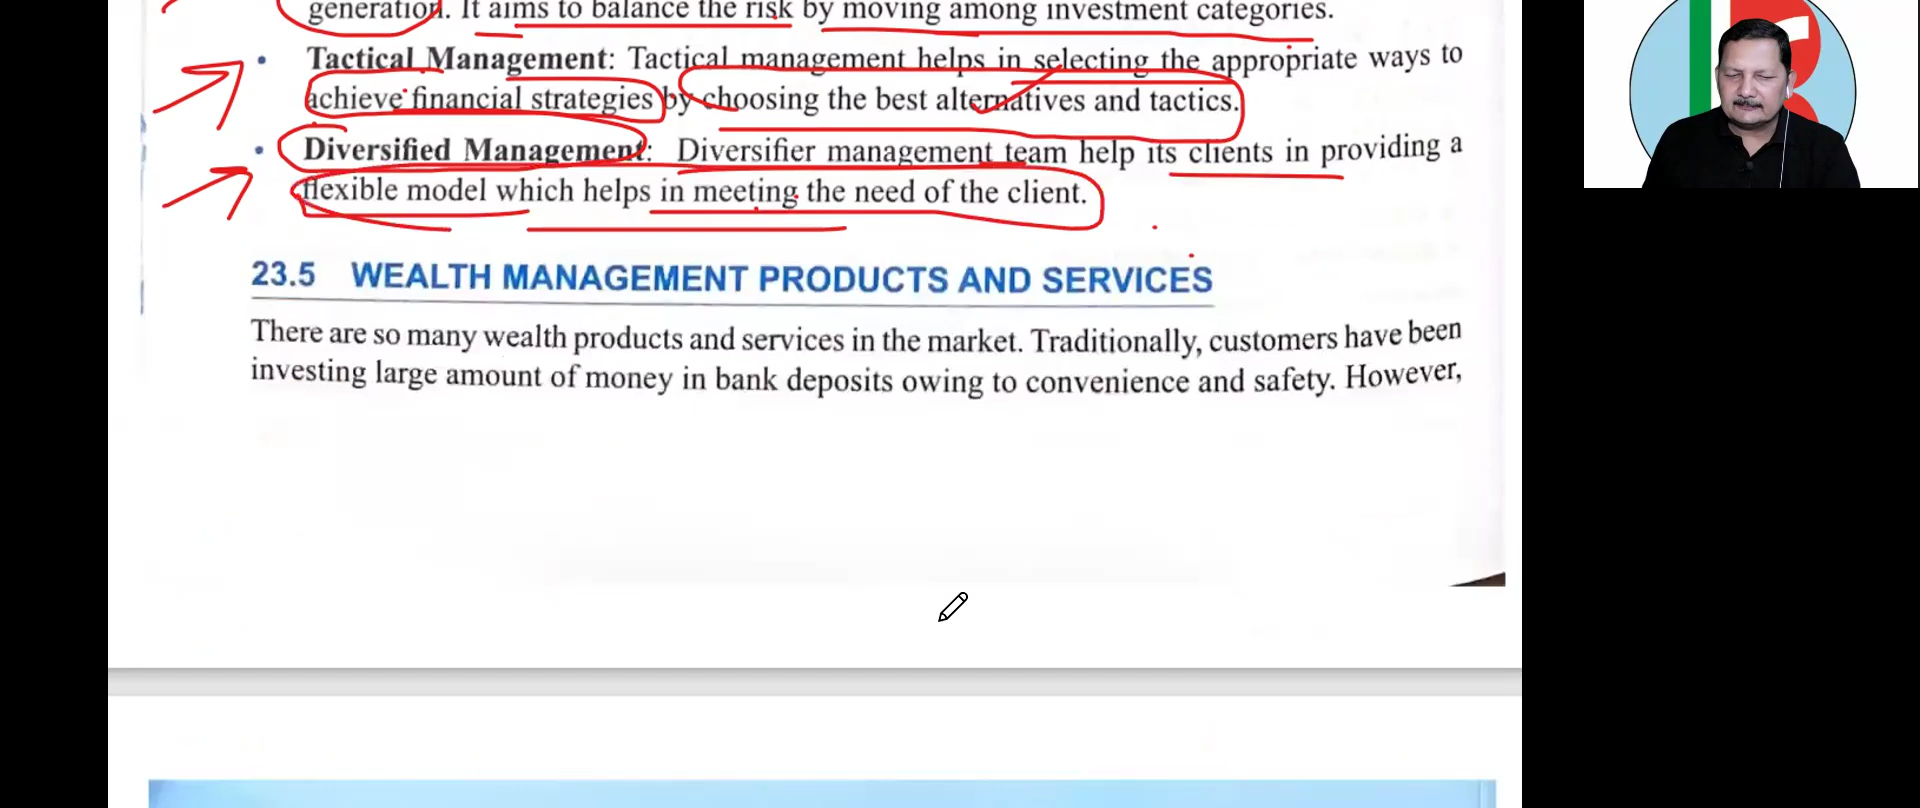 generation. It aims to balance the risk by moving among investment categories.
• Tactical Management: Tactical management helps in selecting the appropriate ways to
achieve financial strategies by choosing the best alternatives and tactics.
• Diversified Management: Diversifier management team help its clients in providing a
flexible model which helps in meeting the need of the client.
23.5 WEALTH MANAGEMENT PRODUCTS AND SERVICES
There are so many wealth products and services in the market. Traditionally, customers have been
investing large amount of money in bank deposits owing to convenience and safety. However,